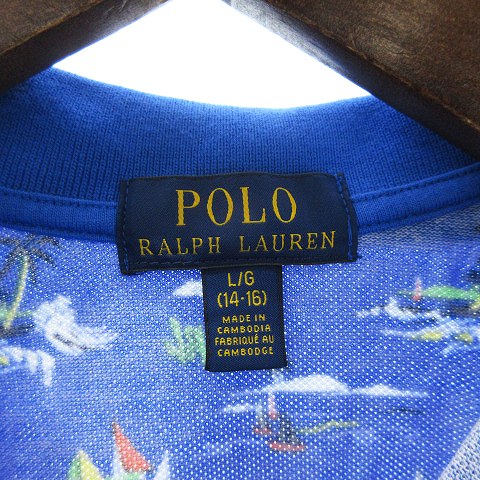 POLO
RALPH LAUREN
L/G
(14-16)
MADE IN
CAMBODIA
FABRIQUÉ AU
CAMBODGE